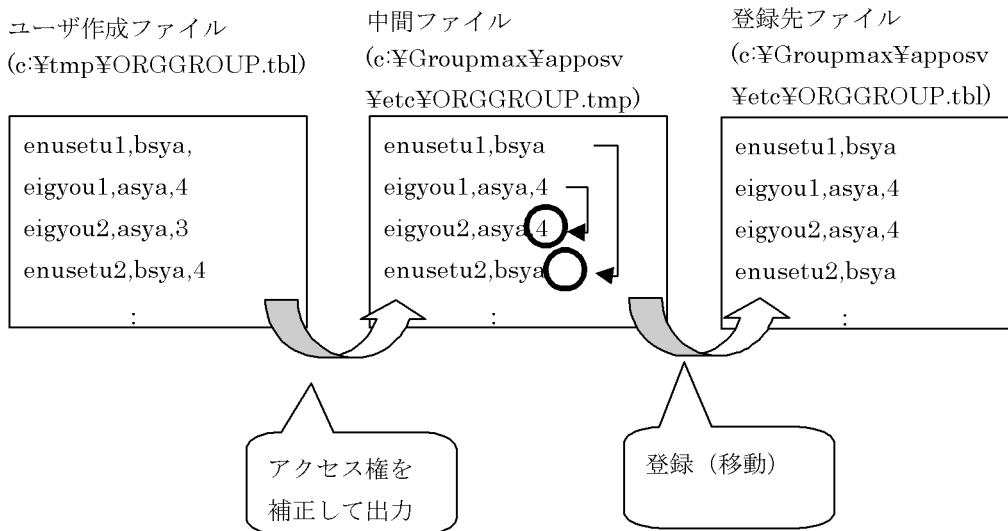 ユーザ作成ファイル
(c:¥tmp¥ORGGROUP.tbl)
enusetu1,bsya,
eigyou1,asya,4
eigyou2,asya,3
enusetu2,bsya,4
:
中間ファイル
(c:¥Groupmax¥apposv
¥etc¥ORGGROUP.tmp)
enusetu1,bsya
eigyou1,asya,4
eigyou2,asya,4
enusetu2,bsya
:
登録先ファイル
(c:¥Groupmax¥apposv
¥etc¥ORGGROUP.tbl)
enusetu1,bsya
eigyou1,asya,4
eigyou2,asya,4
enusetu2,bsya
:
アクセス権を
補正して出力
登録（移動）